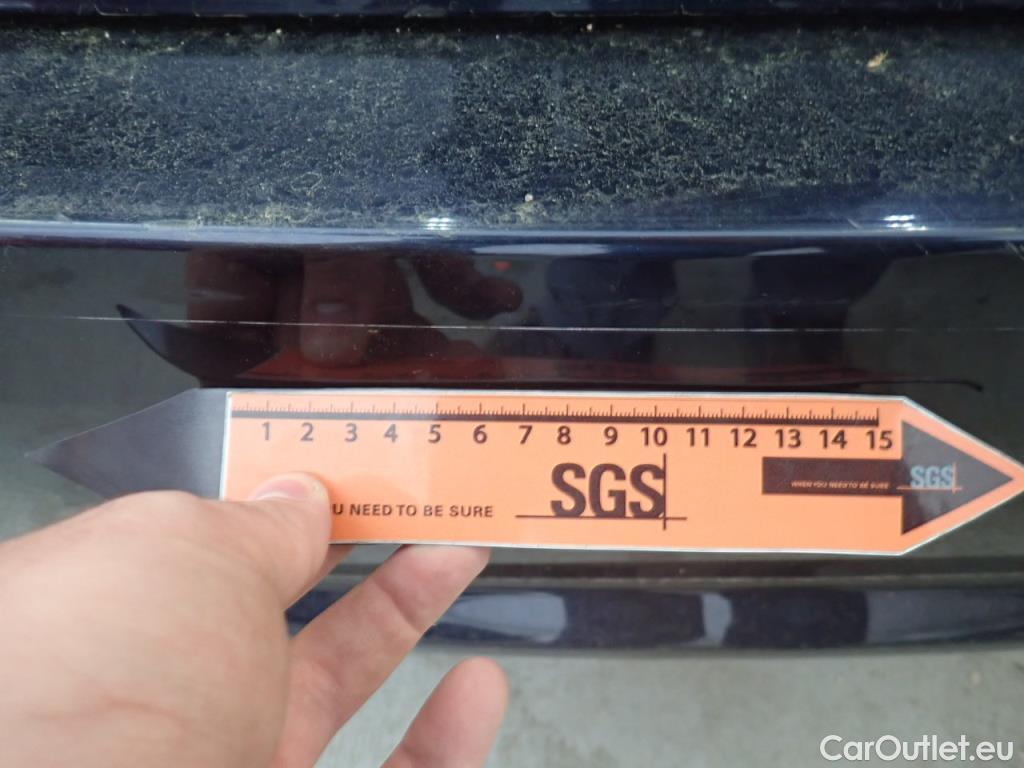 1 2 3 4 5 6 7 8 9 10 11 12 13 14 15
SGS
WHEN YOU NEED TO BE SURE SGS
U NEED TO BE SURE
CarOutlet.eu